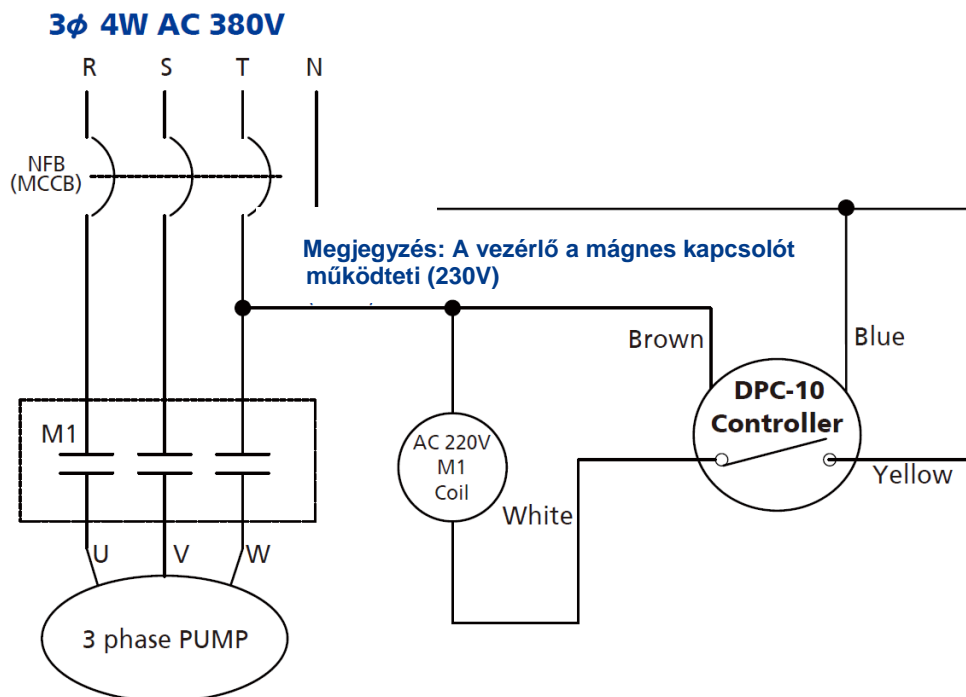 3ϕ 4W AC 380V
R S T N
NFB
(MCCB)
Megjegyzés: A vezérlő a mágnes kapcsolót
működteti (230V)
Brown
Blue
DPC-10
Controller
M1
AC 220V
M1
Coil
Yellow
White
U V W
3 phase PUMP